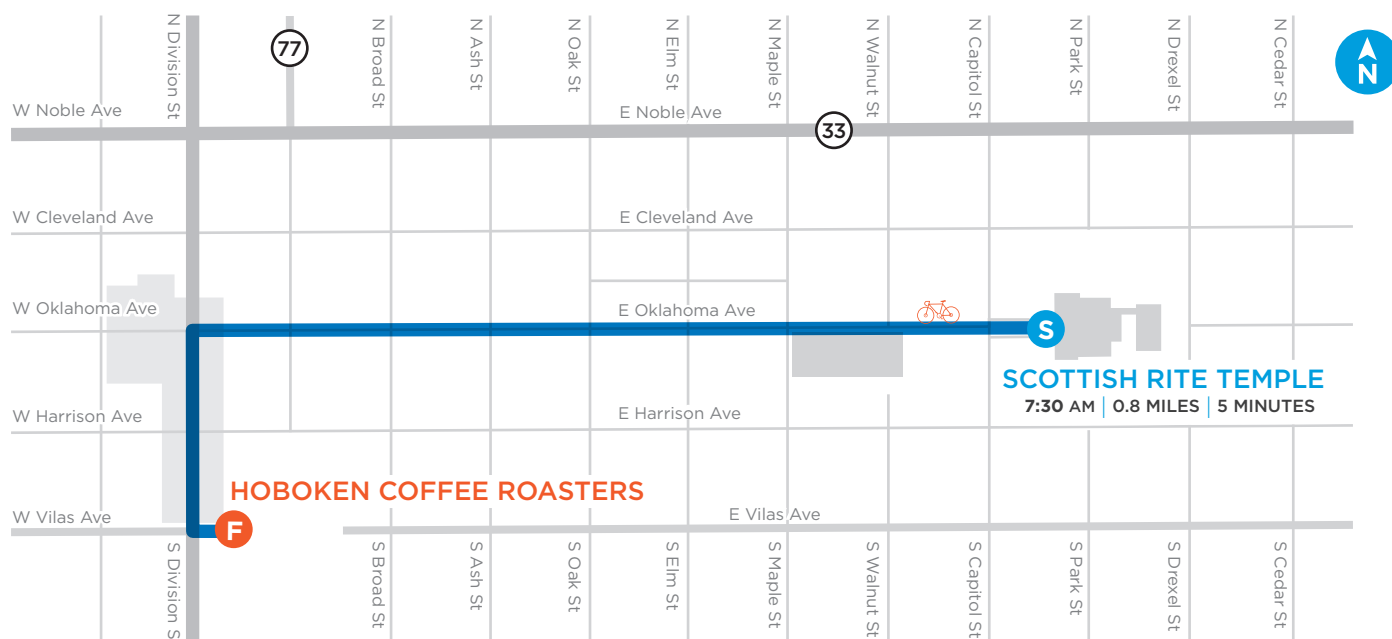 N Division St
77
N Broad St
N Ash St
N Oak St
N Elm St
N Maple St
N Walnut St
N Capitol St
N Park St
N Drexel St
N Cedar St
N
W Noble Ave
E Noble Ave
33
W Cleveland Ave
E Cleveland Ave
W Oklahoma Ave
E Oklahoma Ave
S
SCOTTISH RITE TEMPLE
7:30 AM | 0.8 MILES | 5 MINUTES
W Harrison Ave
E Harrison Ave
HOBOKEN COFFEE ROASTERS
W Vilas Ave
F
E Vilas Ave
S Division S
S Broad St
S Ash St
S Oak St
S Elm St
S Maple St
S Walnut St
S Capitol St
S Park St
S Drexel St
S Cedar St